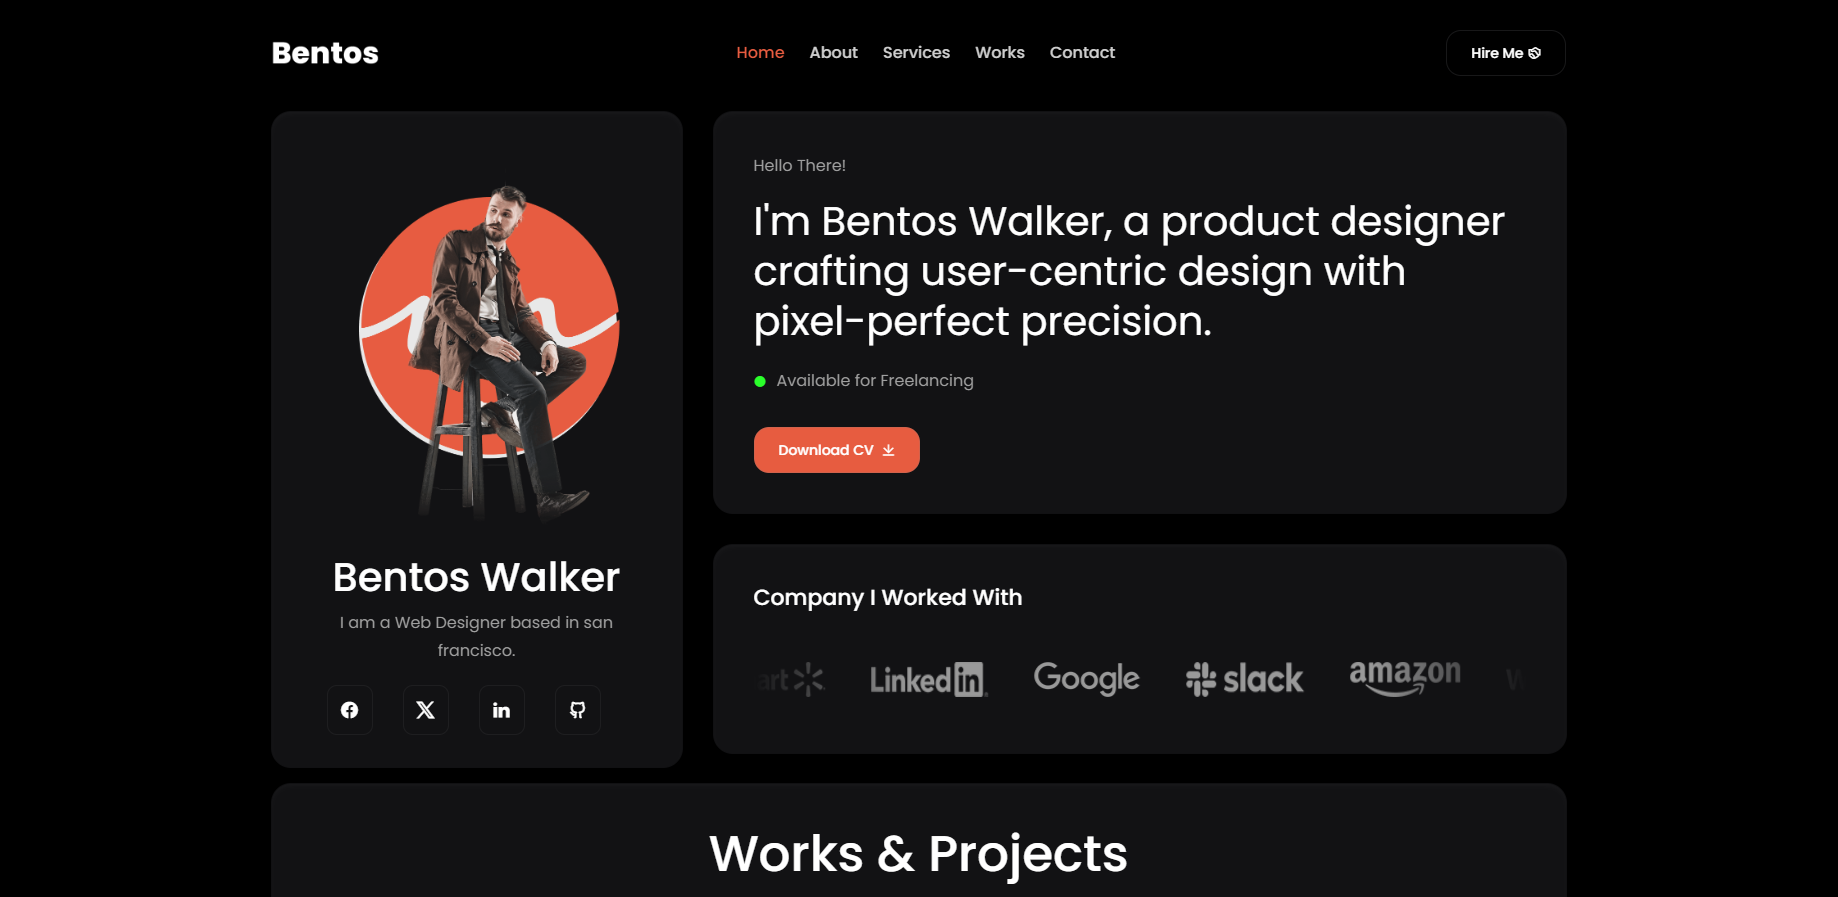 Bentos
Home About Services Works Contact
Hire Me
Hello There!
I'm Bentos Walker, a product designer
crafting user-centric design with
pixel-perfect precision.
Available for Freelancing
Download CV
Bentos Walker
I am a Web Designer based in san
francisco.
Company I Worked With
art LinkedIn Google slack amazon W
Works & Projects